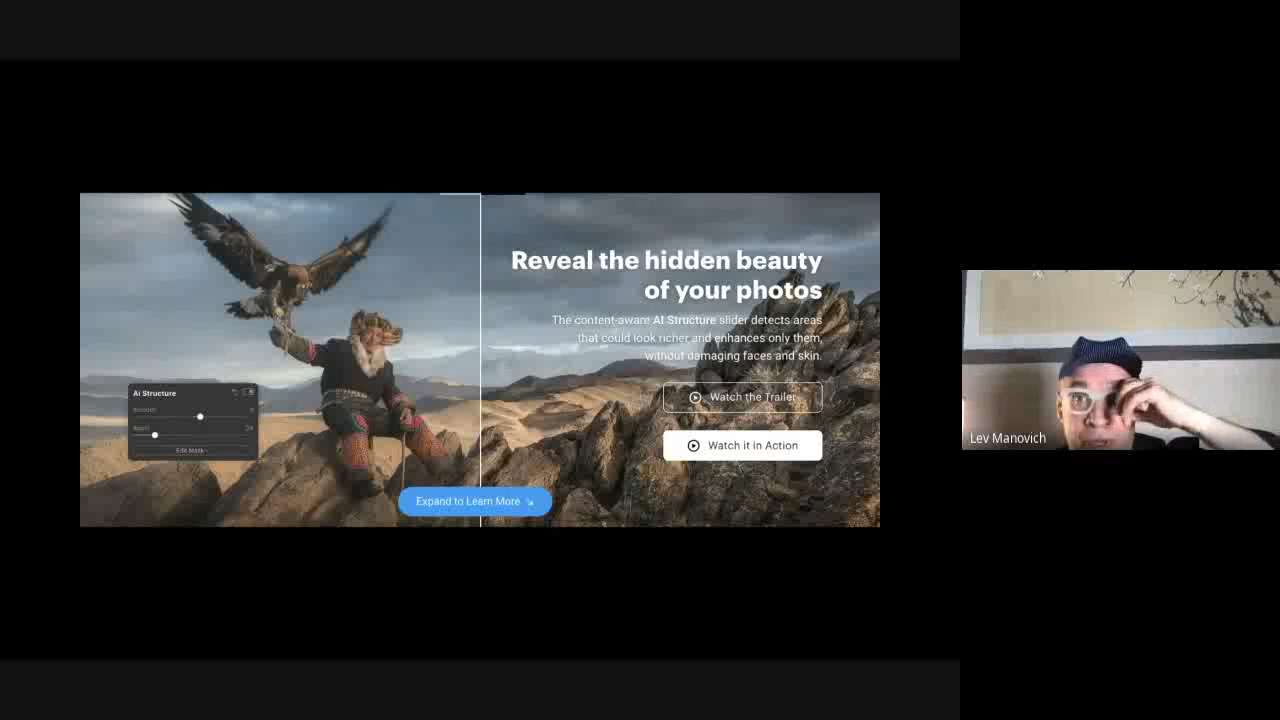 Reveal the hidden beauty
of your photos
The content-aware AI Structure slider detects areas
that could look richer and enhances only them,
without damaging faces and skin.
Ai Structure
Boost
Edit Mask
Watch the Trailer
Watch it in Action
Expand to Learn More
Lev Manovich